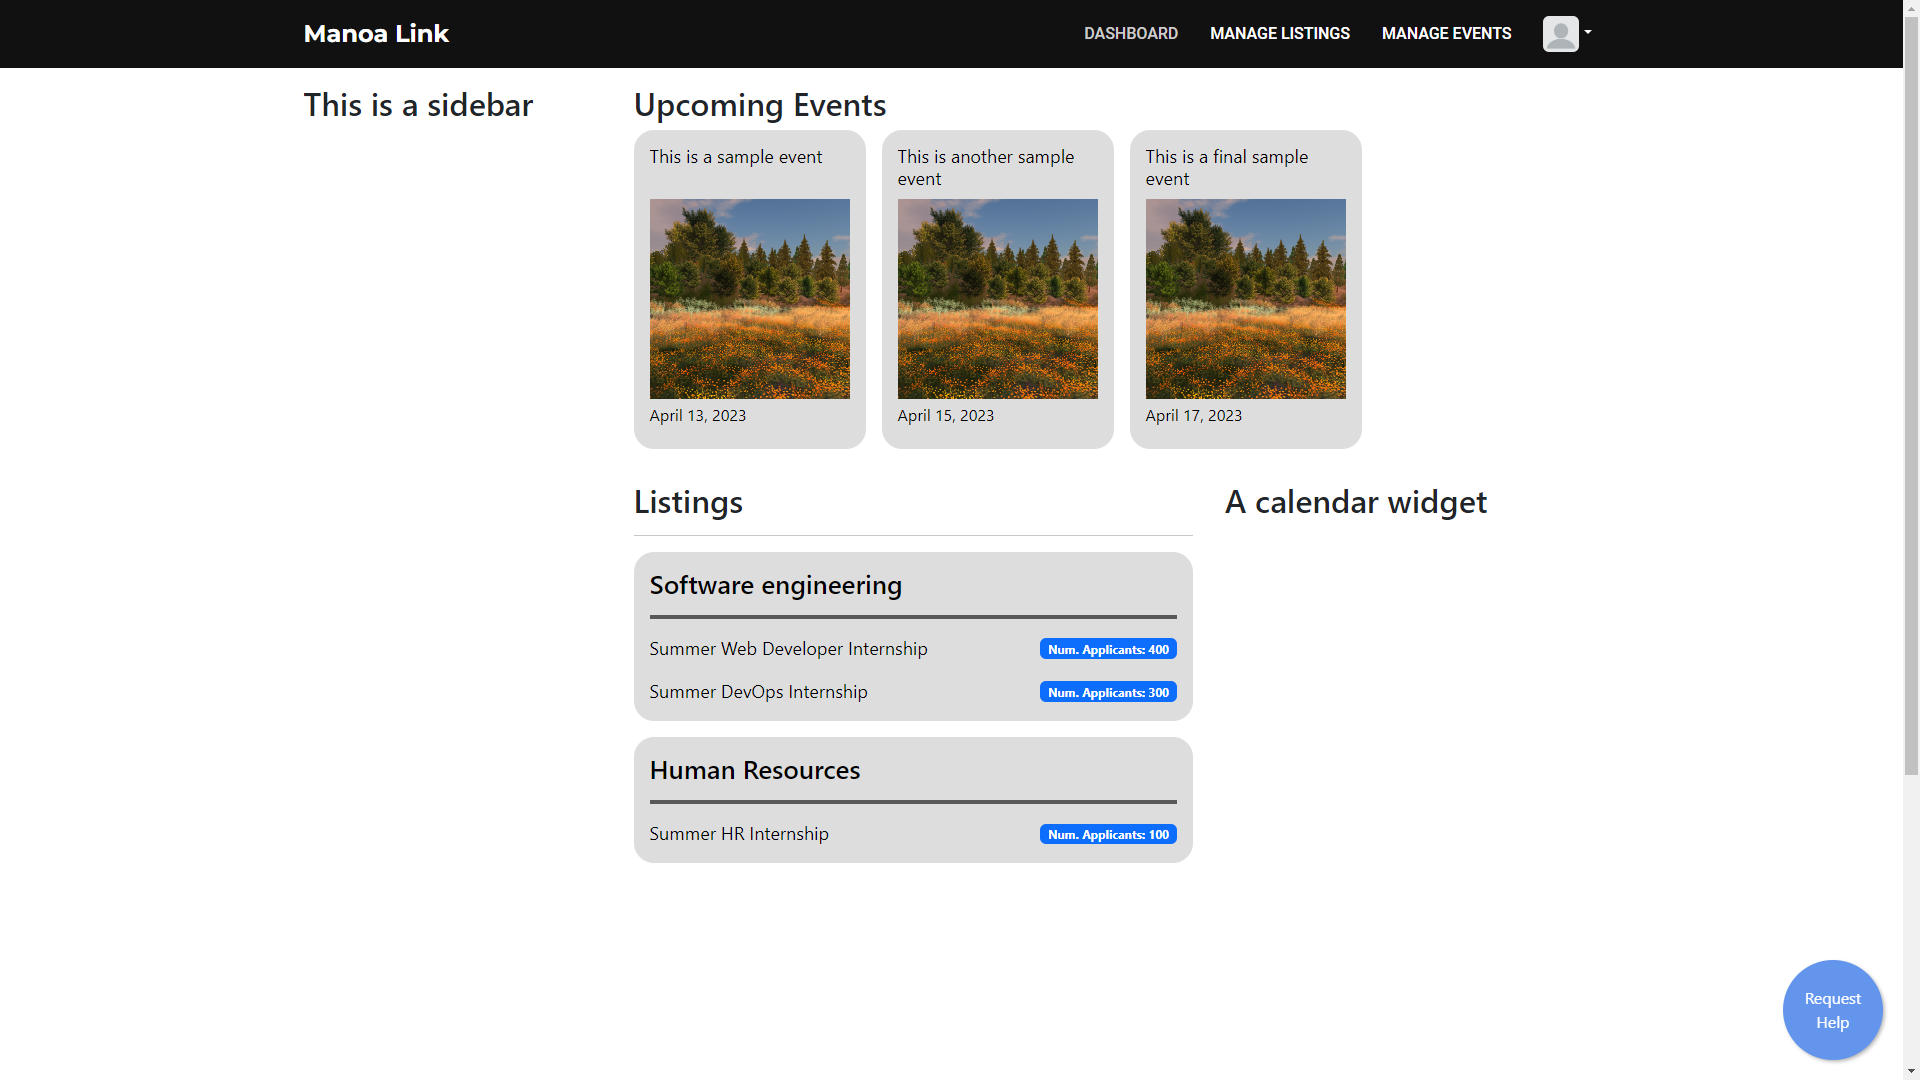 Manoa Link
DASHBOARD
MANAGE LISTINGS
MANAGE EVENTS
This is a sidebar
Upcoming Events
This is a sample event
April 13, 2023
This is another sample
event
April 15, 2023
This is a final sample
event
April 17, 2023
Listings
Software engineering
Summer Web Developer Internship
Num. Applicants: 400
Summer DevOps Internship
Num. Applicants: 300
Human Resources
Summer HR Internship
Num. Applicants: 100
A calendar widget
Request
Help